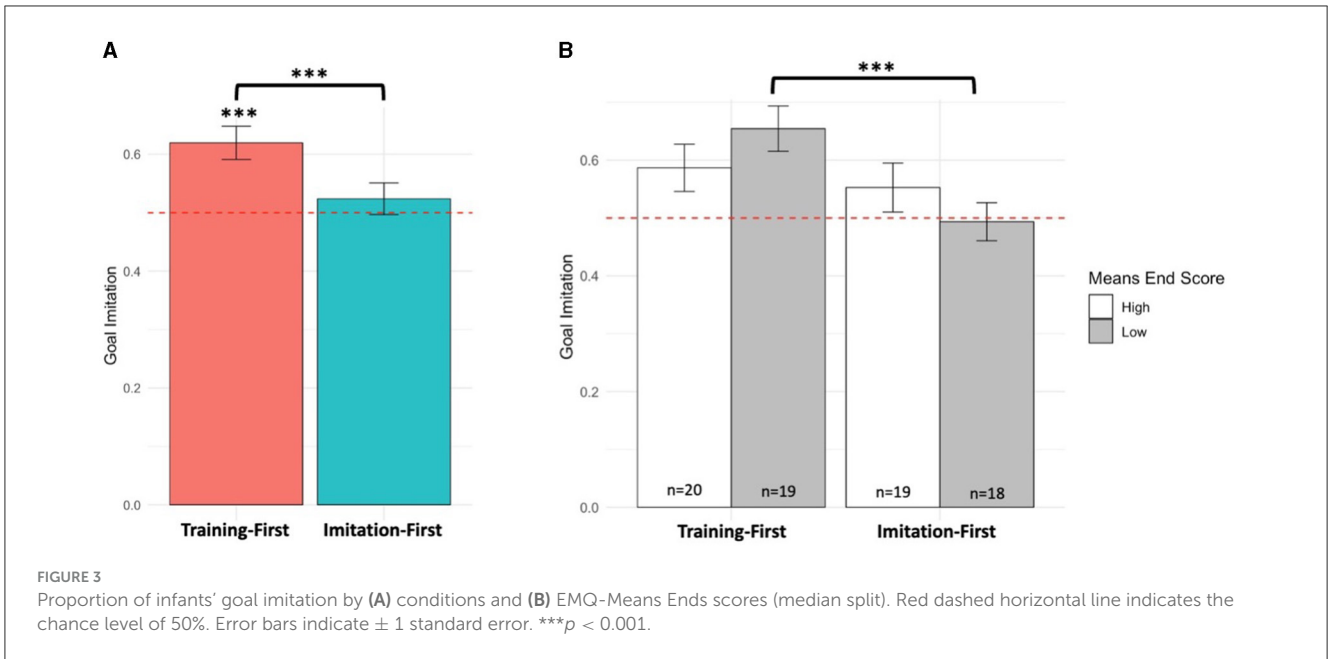 A
***
***
Goal Imitation
0.6
0.4
0.2
0.0
Training-First
Imitation-First
B
***
Goal Imitation
0.6
0.4
0.2
0.0
n=20
n=19
n=19
n=18
Training-First
Imitation-First
Means End Score
High
Low
FIGURE 3
Proportion of infants' goal imitation by (A) conditions and (B) EMQ-Means Ends scores (median split). Red dashed horizontal line indicates the
chance level of 50%. Error bars indicate ± 1 standard error. ***p < 0.001.